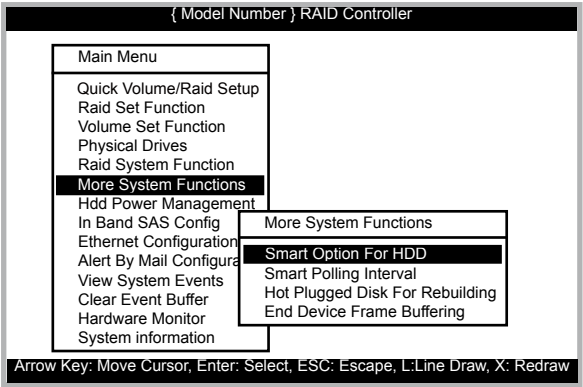 { Model Number } RAID Controller
Main Menu
Quick Volume/Raid Setup
Raid Set Function
Volume Set Function
Physical Drives
Raid System Function
More System Functions
Hdd Power Management
In Band SAS Config
Ethernet Configuration
Alert By Mail Configura
View System Events
Clear Event Buffer
Hardware Monitor
System information
More System Functions
Smart Option For HDD
Smart Polling Interval
Hot Plugged Disk For Rebuilding
End Device Frame Buffering
Arrow Key: Move Cursor, Enter: Select, ESC: Escape, L:Line Draw, X: Redraw